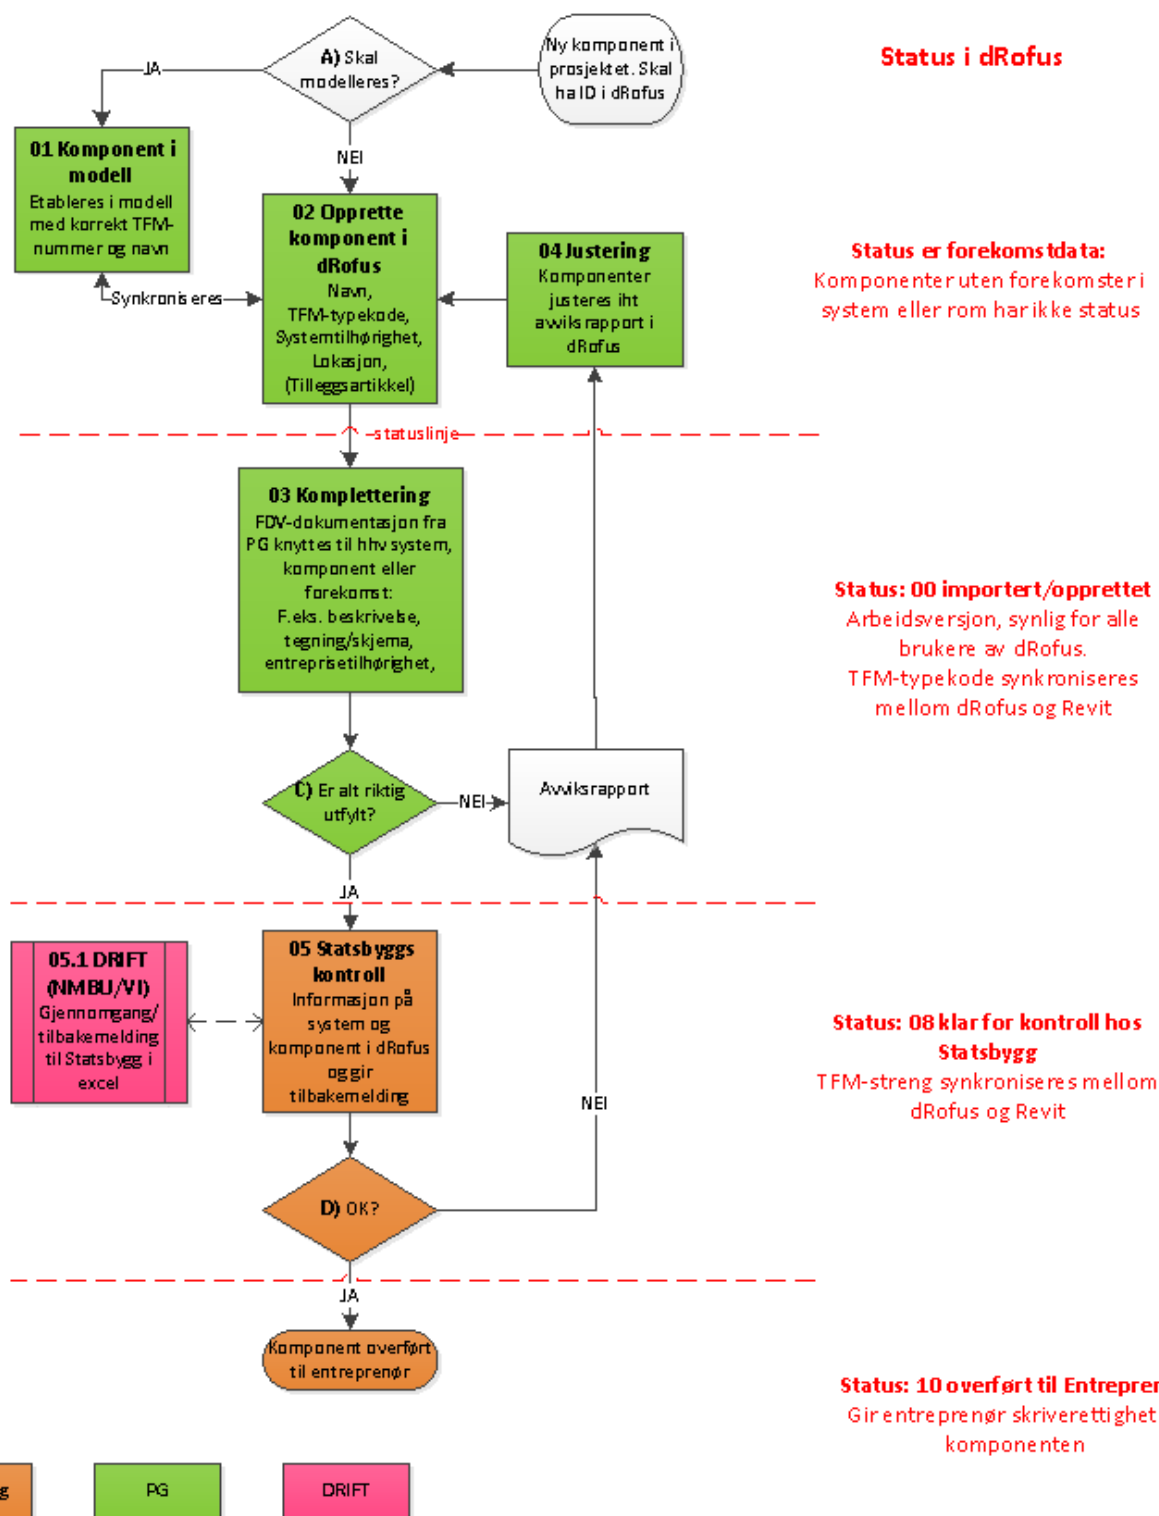 Status i dRofus
Ny komponent i
prosjektet. Skal
ha ID i dRofus
A) Skal
modelleres?
JA
NEI
01 Komponent i
modell
Etableres i modell
med korrekt TFM-
nummer og navn
Synkroniseres
02 Opprette
komponent i
dRofus
Navn,
TFM-typekode,
Systemtilhørighet,
Lokasjon,
(Tilleggsartikkel)
04 Justering
Komponenter
justeres iht
avviksrapport i
dRofus
Status er forekomstdata:
Komponenter uten forekomster i
system eller rom har ikke status
statuslinje
03 Komplettering
FDV-dokumentasjon fra
PG knyttes til hhv system,
komponent eller
forekomst:
F.eks. beskrivelse,
tegning/skjema,
entreprisetilhørighet,
Status: 00 importert/opprettet
Arbeidsversjon, synlig for alle
brukere av dRofus.
TFM-typekode synkroniseres
mellom dRofus og Revit
C) Er alt riktig
utfylt?
NEI
Avviksrapport
JA
05.1 DRIFT
(NMBU/VI)
Gjennomgang/
tilbakemelding
til Statsbygg i
excel
05 Statsbyggs
kontroll
Informasjon på
system og
komponent i dRofus
og gir
tilbakemelding
NEI
Status: 08 klar for kontroll hos
Statsbygg
TFM-streng synkroniseres mellom
dRofus og Revit
D) OK?
JA
Komponent overført
til entreprenør
Status: 10 overført til Entrepre
Gir entreprenør skriverettighet
komponenten
g
PG
DRIFT